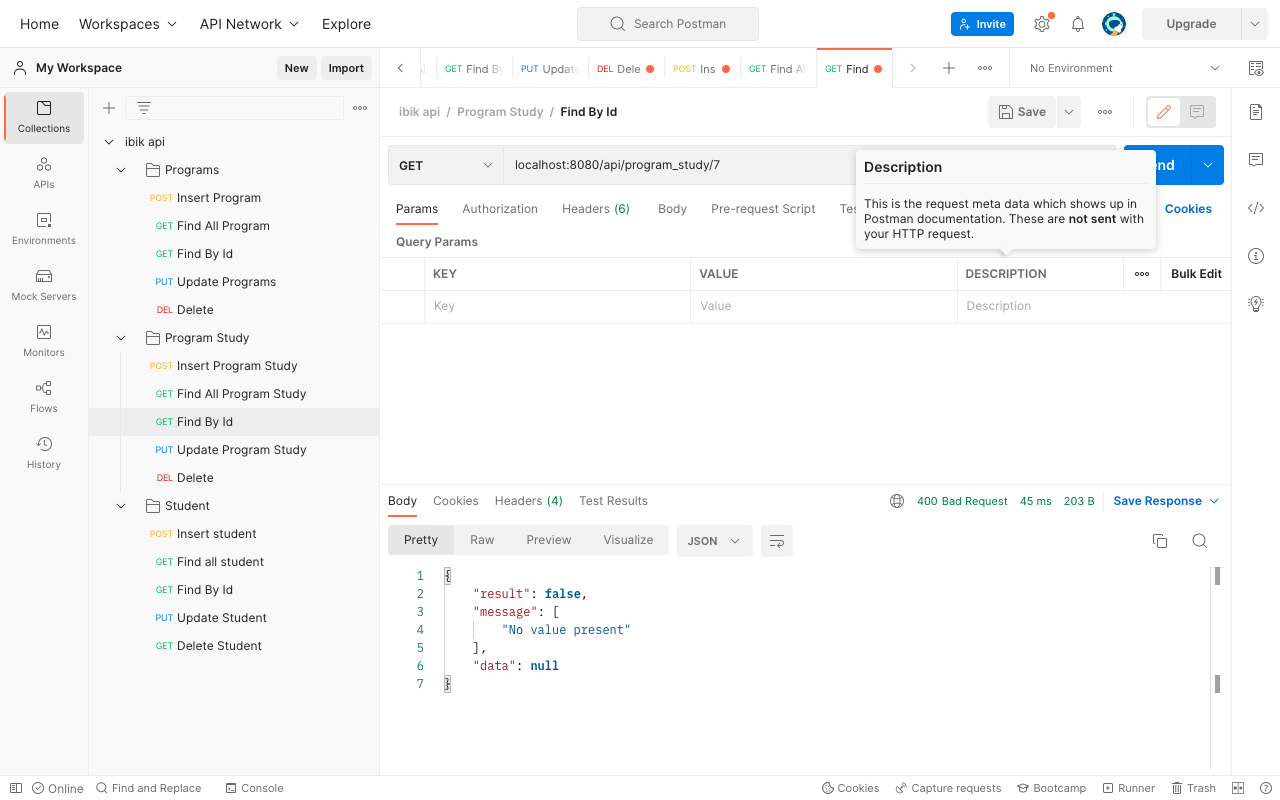 Home
Workspaces
API Network
Explore
Search Postman
Invite
Upgrade
My Workspace
New
Import
GET Find By
PUT Update
DEL Dele
POST Ins
GET Find Al
GET Find
No Environment
Collections
APIs
Environments
Mock Servers
Monitors
Flows
History
ibik api
Programs
POST Insert Program
GET Find All Program
GET Find By Id
PUT Update Programs
DEL Delete
Program Study
POST Insert Program Study
GET Find All Program Study
GET Find By Id
PUT Update Program Study
DEL Delete
Student
POST Insert student
GET Find all student
GET Find By Id
PUT Update Student
GET Delete Student
ibik api / Program Study / Find By Id
Save
GET
localhost:8080/api/program_study/7
Description
This is the request meta data which shows up in
Postman documentation. These are not sent with
your HTTP request.
Params
Authorization
Headers (6)
Body
Pre-request Script
Cookies
Query Params
KEY
VALUE
DESCRIPTION
Bulk Edit
Key
Value
Description
Body
Cookies
Headers (4)
Test Results
400 Bad Request
45 ms
203 B
Save Response
Pretty
Raw
Preview
Visualize
JSON
1 {
2 "result": false,
3 "message": [
4 "No value present"
5 ],
6 "data": null
7 }
Online
Find and Replace
Console
Cookies
Capture requests
Bootcamp
Runner
Trash